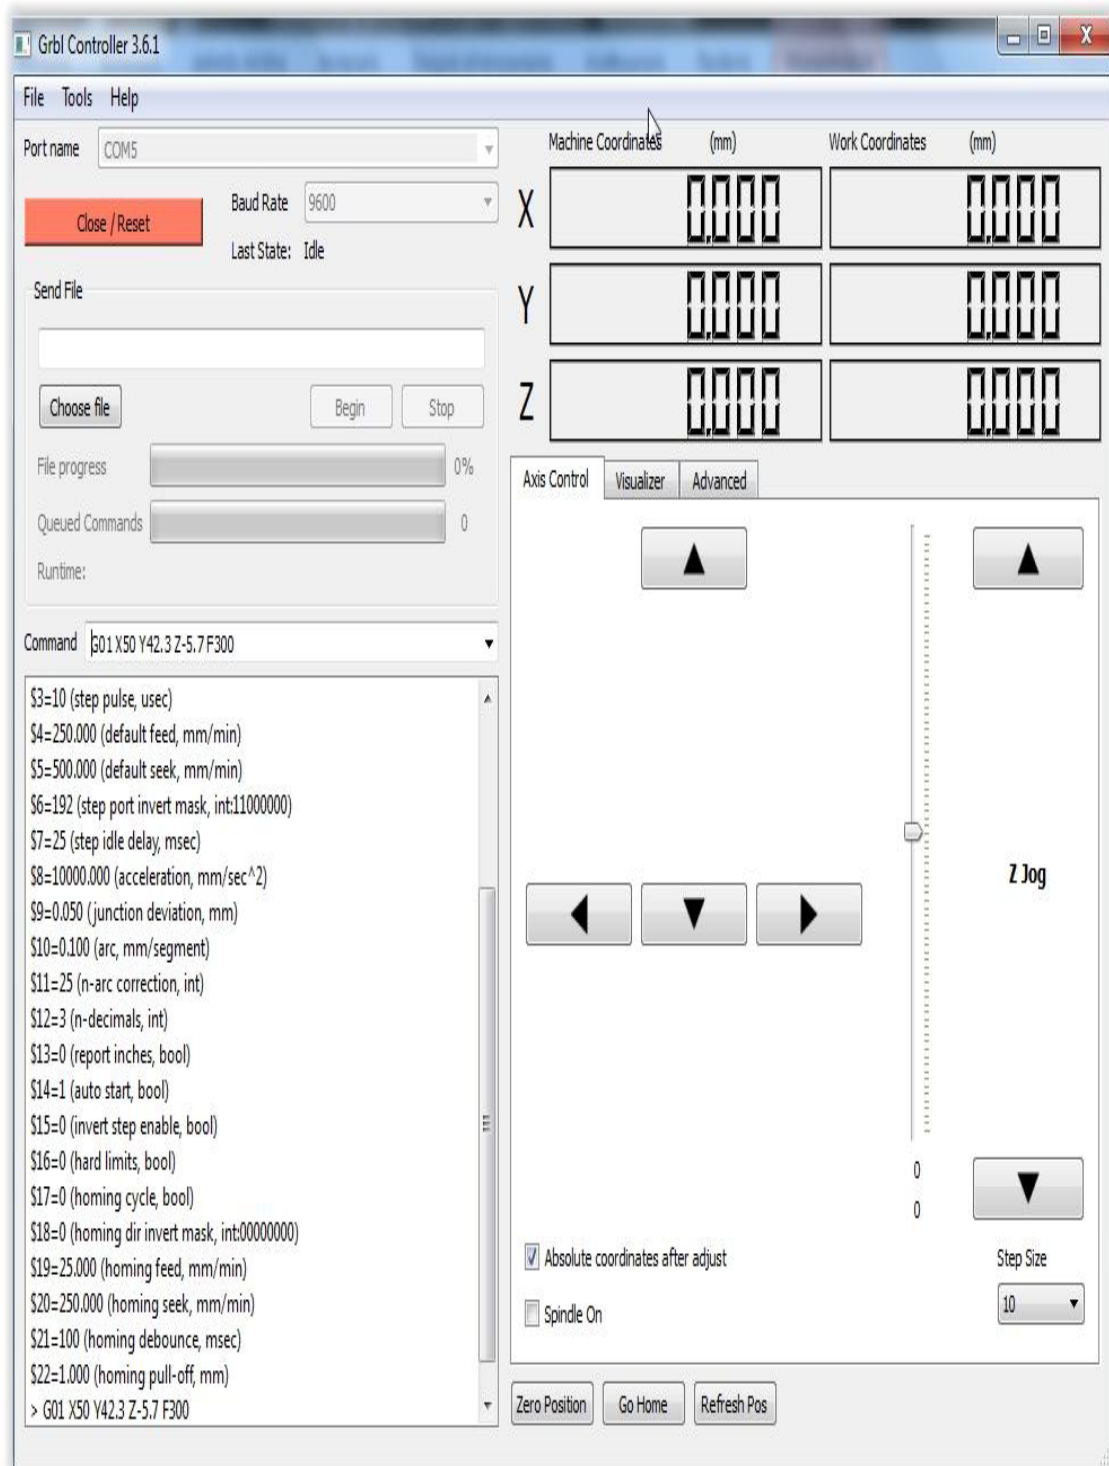 Grbl Controller 3.6.1
File Tools Help
Port name COM5
Close / Reset
Baud Rate 9600
Last State: Idle
Send File
Choose file Begin Stop
File progress 0%
Queued Commands 0
Runtime:
Command G01 X50 Y42.3 Z-5.7 F300
$3=10 (step pulse, usec)
$4=250.000 (default feed, mm/min)
$5=500.000 (default seek, mm/min)
$6=192 (step port invert mask, int:11000000)
$7=25 (step idle delay, msec)
$8=10000.000 (acceleration, mm/sec^2)
$9=0.050 (junction deviation, mm)
$10=0.100 (arc, mm/segment)
$11=25 (n-arc correction, int)
$12=3 (n-decimals, int)
$13=0 (report inches, bool)
$14=1 (auto start, bool)
$15=0 (invert step enable, bool)
$16=0 (hard limits, bool)
$17=0 (homing cycle, bool)
$18=0 (homing dir invert mask, int:00000000)
$19=25.000 (homing feed, mm/min)
$20=250.000 (homing seek, mm/min)
$21=100 (homing debounce, msec)
$22=1.000 (homing pull-off, mm)
> G01 X50 Y42.3 Z-5.7 F300
Machine Coordinates (mm) Work Coordinates (mm)
X 0.000 0.000
Y 0.000 0.000
Z 0.000 0.000
Axis Control Visualizer Advanced
Z Jog
0
0
Absolute coordinates after adjust
Step Size
10
Spindle On
Zero Position Go Home Refresh Pos